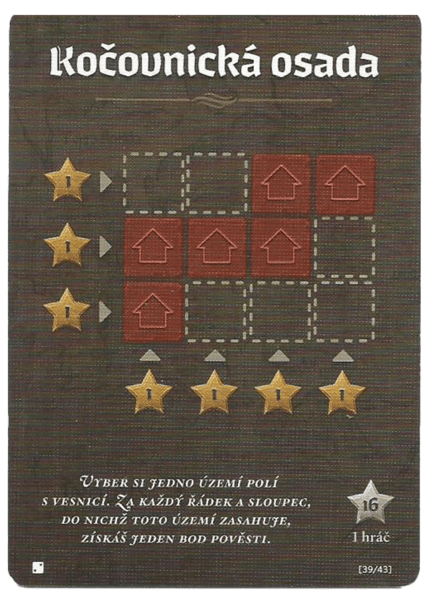 Kočovnická osada
1
1
1
1 1 1 1
Vyber si jedno území polí
s vesnicí. Za každý řádek a sloupec,
do nichž toto území zasahuje,
získáš jeden bod pověsti.
16
1 hráč
[39/43]